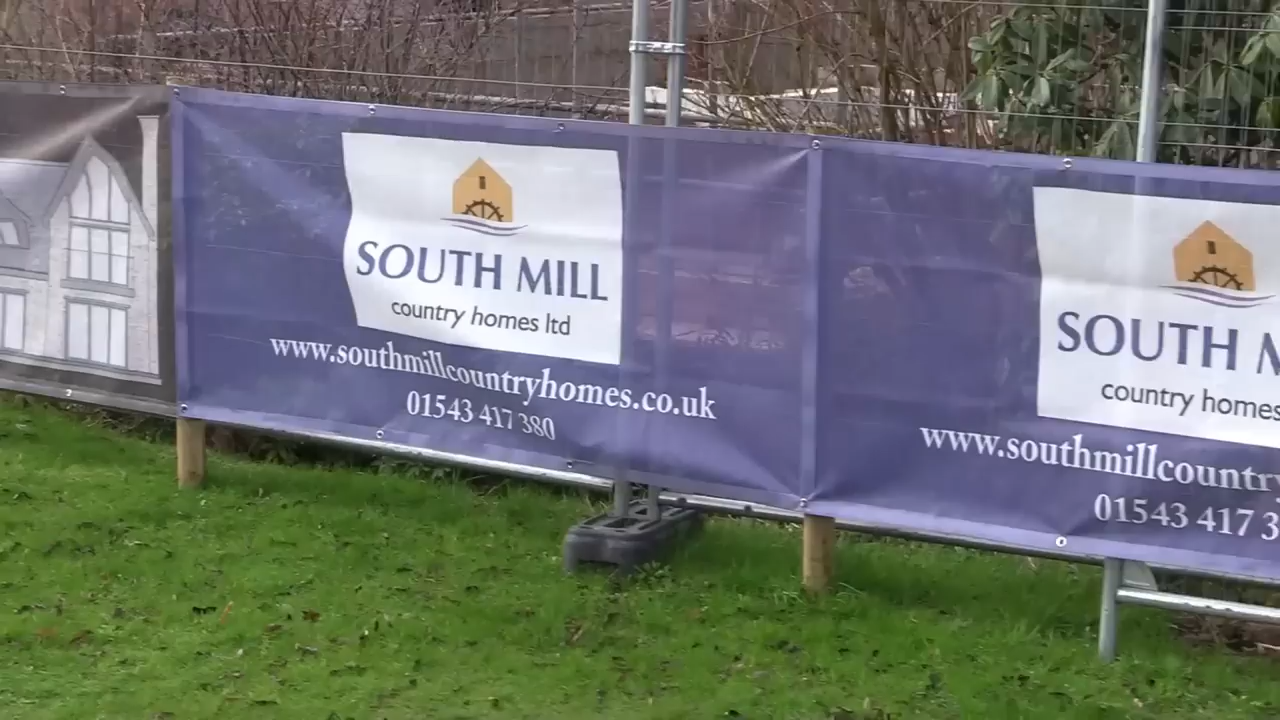 SOUTH MILL
country homes ltd
www.southmillcountryhomes.co.uk
01543 417 380
SOUTH
country homes
www.southmillcountry
01543 417 3